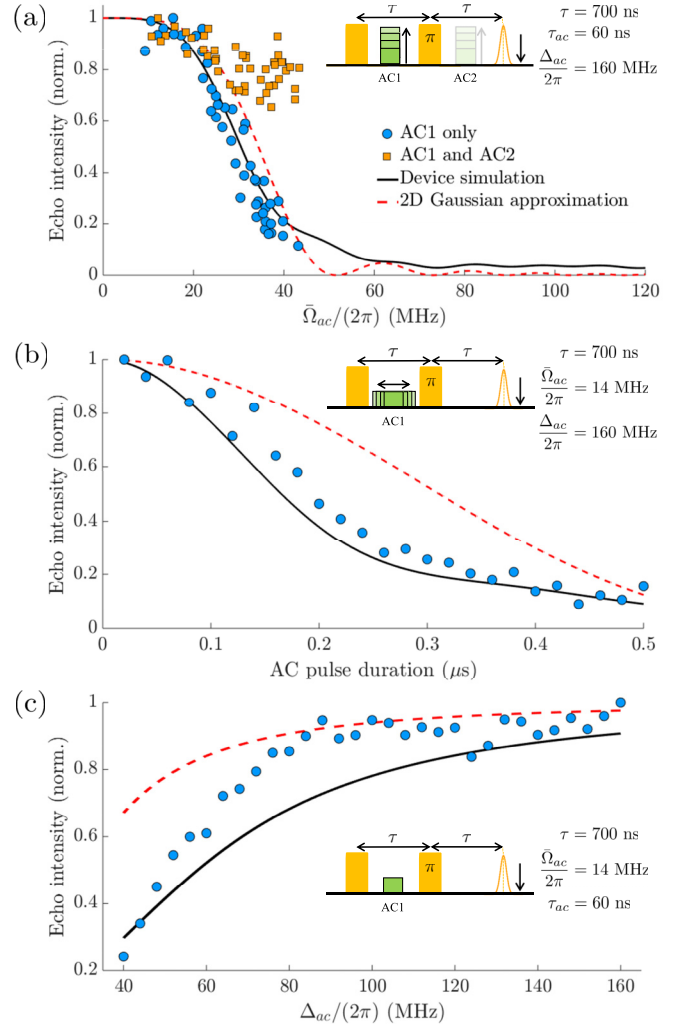 (a)
Echo intensity (norm.)
1
0.8
0.6
0.4
0.2
0
0 20 40 60 80 100 120
Ω̄ac/(2π) (MHz)
τ τ
π
AC1 AC2
τ = 700 ns
τac = 60 ns
Δac/2π = 160 MHz
AC1 only
AC1 and AC2
Device simulation
2D Gaussian approximation
(b)
Echo intensity (norm.)
1
0.8
0.6
0.4
0.2
0
0 0.1 0.2 0.3 0.4 0.5
AC pulse duration (μs)
τ τ
π
AC1
τ = 700 ns
Ω̄ac/2π = 14 MHz
Δac/2π = 160 MHz
(c)
Echo intensity (norm.)
1
0.8
0.6
0.4
0.2
40 60 80 100 120 140 160
Δac/(2π) (MHz)
τ τ
π
AC1
τ = 700 ns
Ω̄ac/2π = 14 MHz
τac = 60 ns